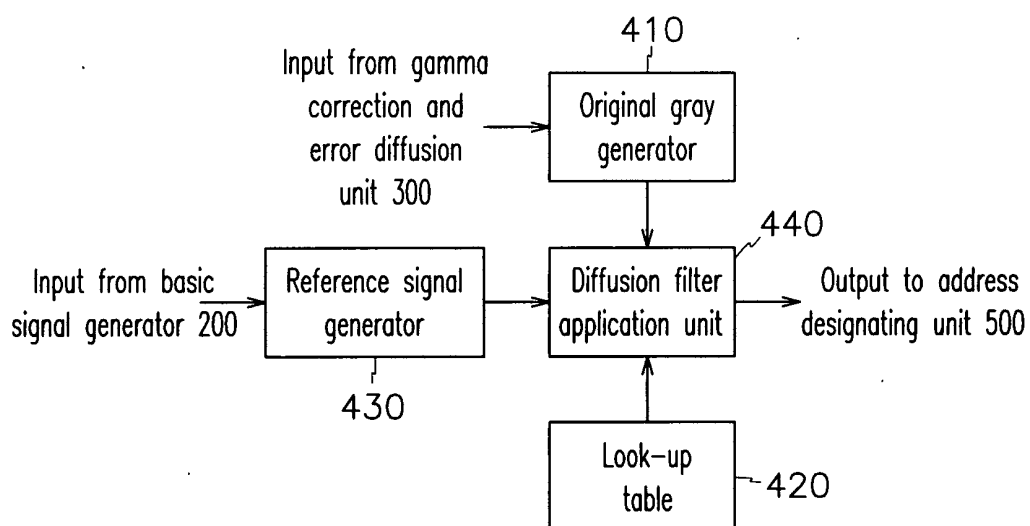 410
Input from gamma
correction and
error diffusion
unit 300
Original gray
generator
440
Input from basic
signal generator 200
Reference signal
generator
Diffusion filter
application unit
Output to address
designating unit 500
430
Look-up
table
420